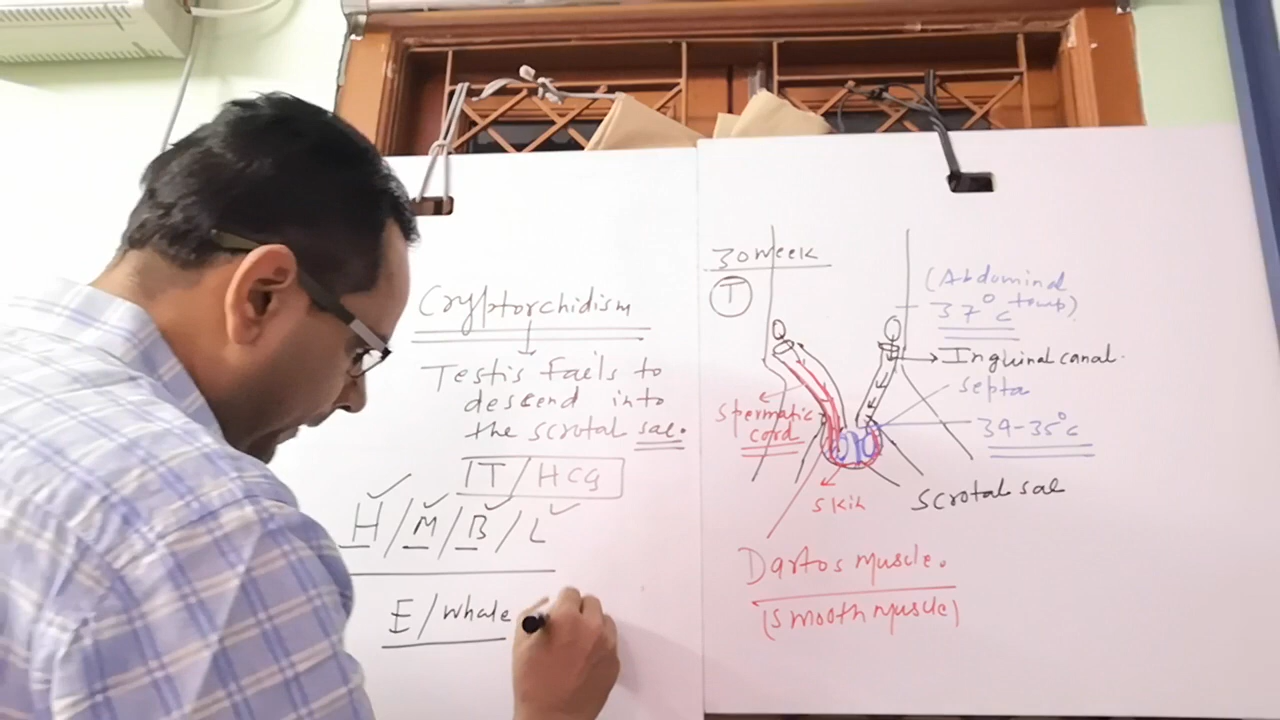 Cryptorchidism
Testis fails to
descend into
the scrotal sac.
IT/HCG
H/M/B/L
E/Whale
30 week
T
(Abdominal
37°c temp)
Inguinal canal.
septa
39-35°c
Spermatic
cord
Skin
Scrotal sac
Dartos muscle.
(smooth muscle)